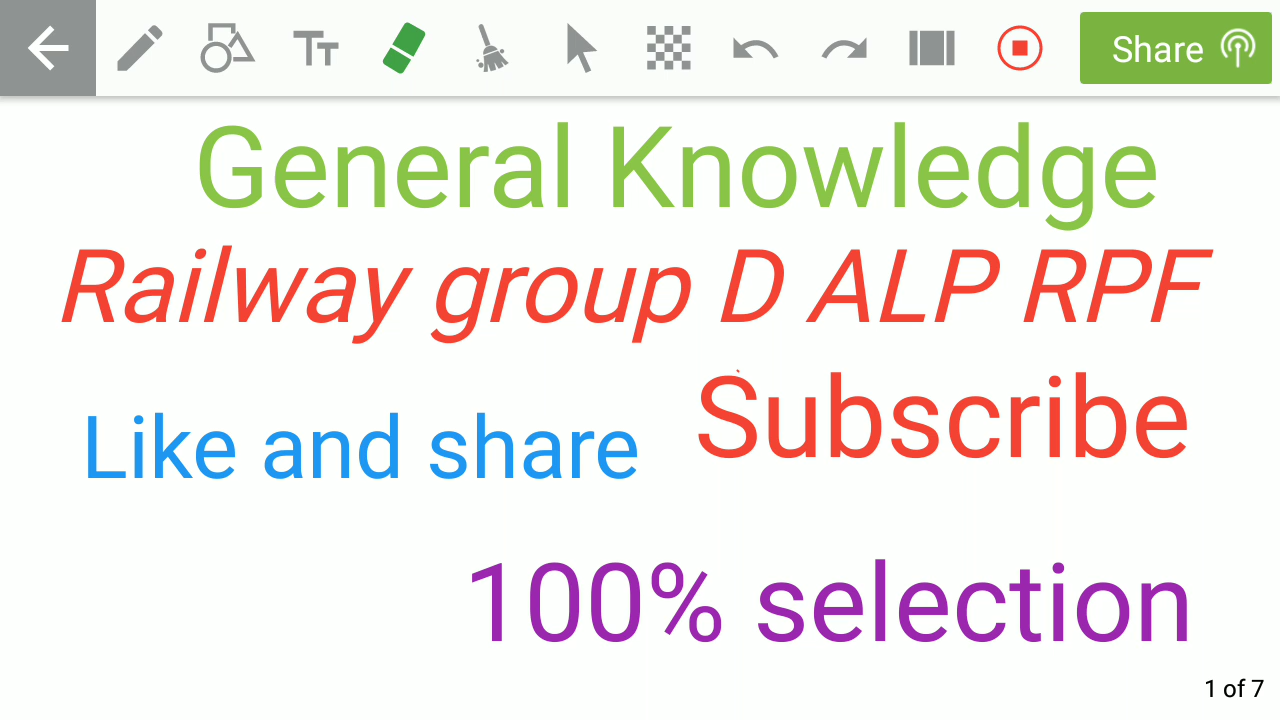 Share
General Knowledge
Railway group D ALP RPF
Like and share
Subscribe
100% selection
1 of 7